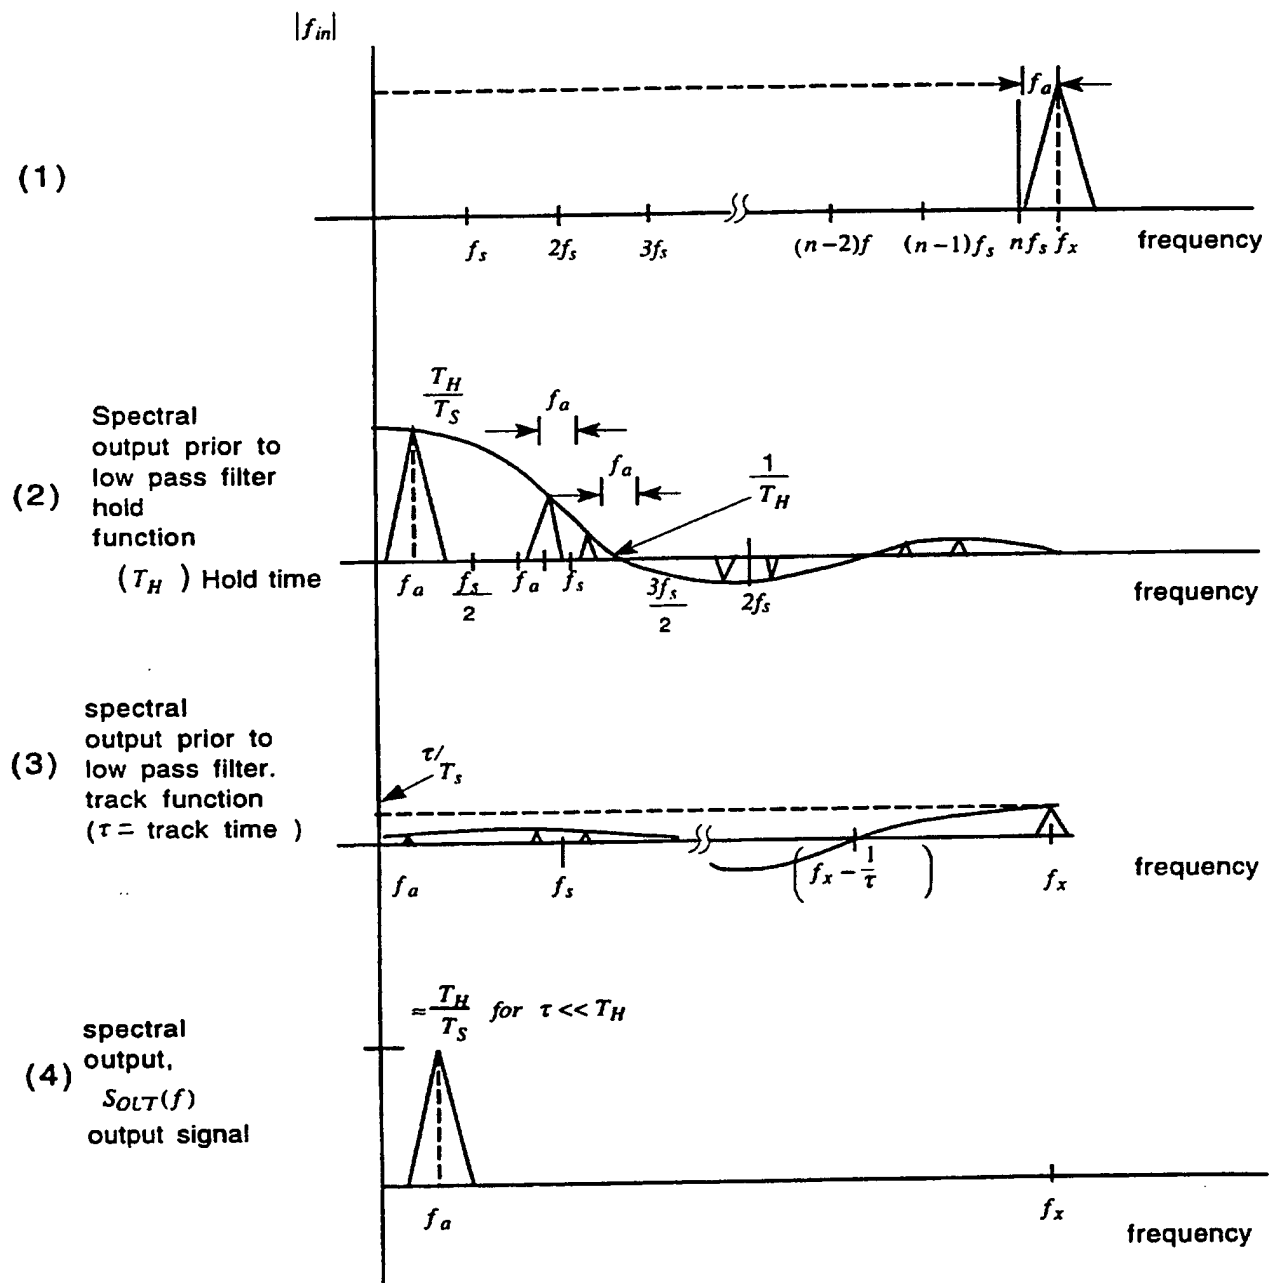 |f_in|
f_a
(1)
f_s 2f_s 3f_s (n-2)f (n-1)f_s nf_s f_x frequency
T_H/T_S
f_a
f_a
1/T_H
(2)
Spectral
output prior to
low pass filter
hold
function
(T_H) Hold time
f_a f_s/2 f_a f_s 3f_s/2 2f_s frequency
(3)
spectral
output prior to
low pass filter.
track function
(τ = track time )
τ/T_s
f_a f_s (f_x - 1/τ) f_x frequency
≈ T_H/T_S for τ << T_H
(4)
spectral
output,
S_OUT(f)
output signal
f_a f_x frequency